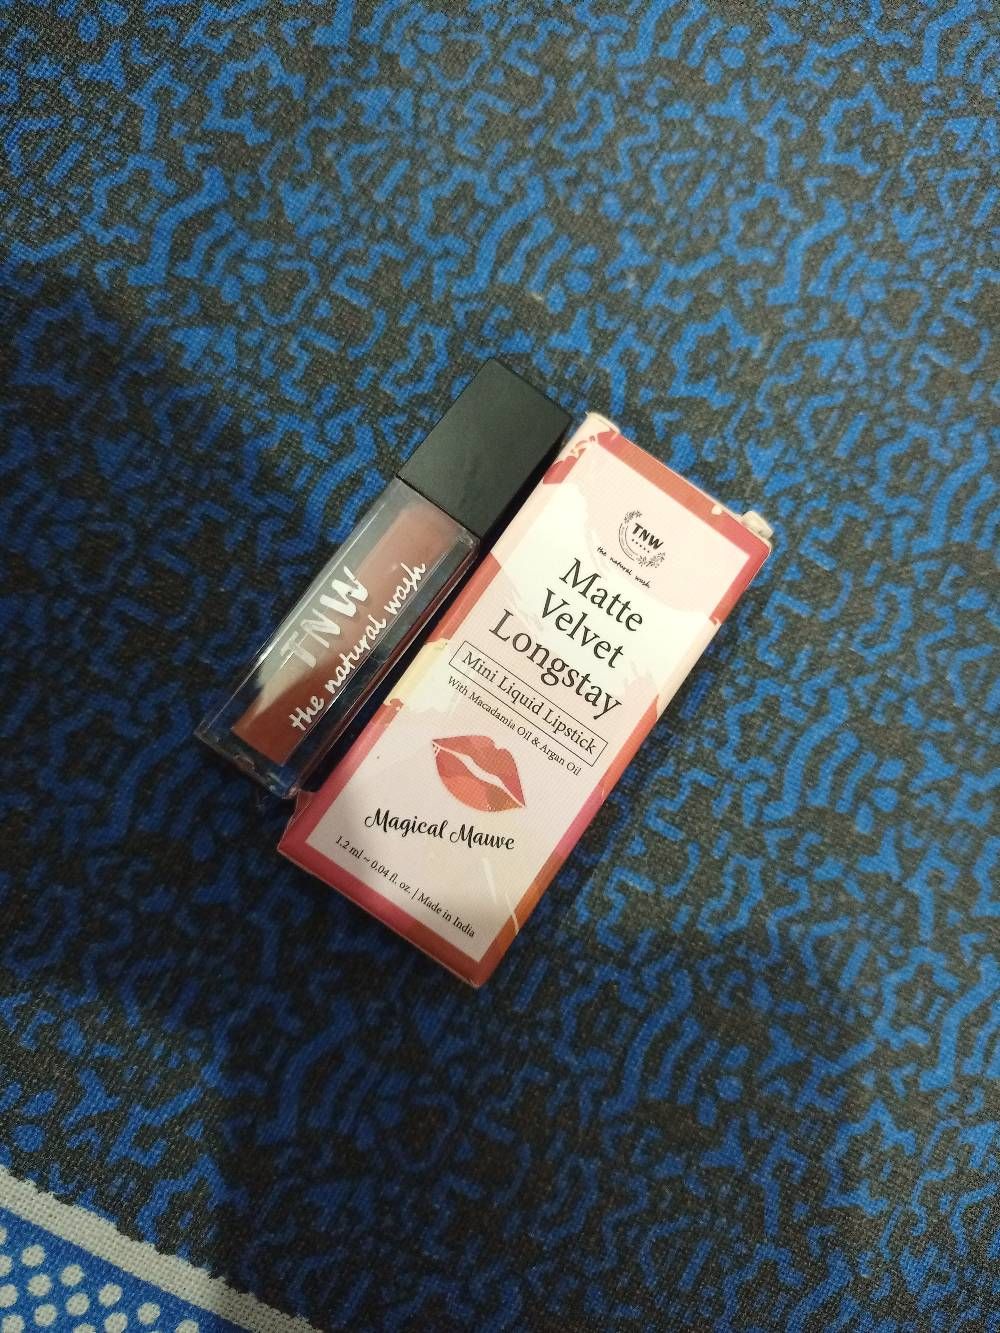 TNW
the natural wash
TNW
the natural wash
Matte
Velvet
Longstay
Mini Liquid Lipstick
With Macadamia Oil & Argan Oil
Magical Mauve
1.2 ml ~ 0.04 fl. oz. | Made in India